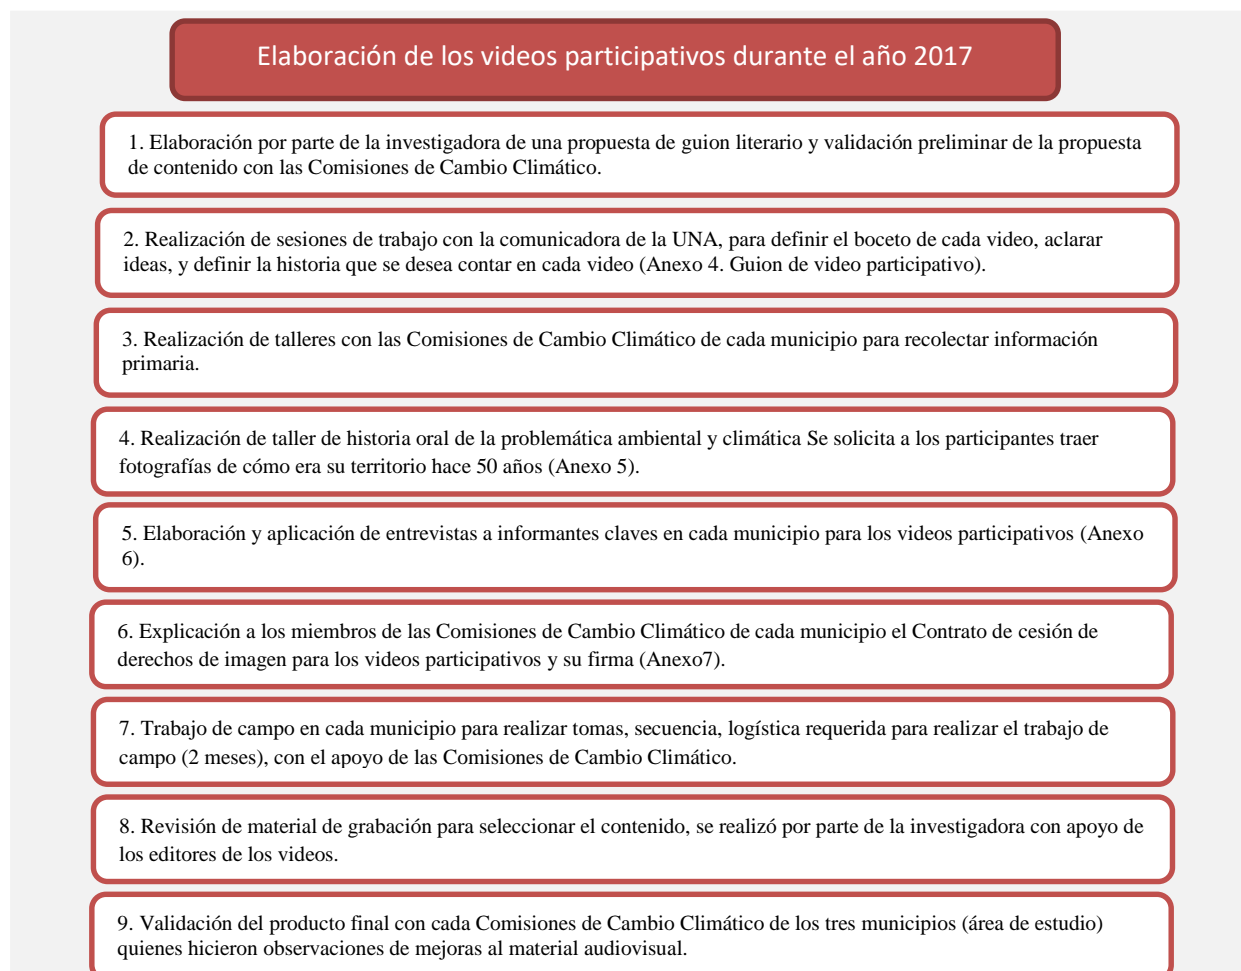 Elaboración de los videos participativos durante el año 2017
1. Elaboración por parte de la investigadora de una propuesta de guion literario y validación preliminar de la propuesta
de contenido con las Comisiones de Cambio Climático.
2. Realización de sesiones de trabajo con la comunicadora de la UNA, para definir el boceto de cada video, aclarar
ideas, y definir la historia que se desea contar en cada video (Anexo 4. Guion de video participativo).
3. Realización de talleres con las Comisiones de Cambio Climático de cada municipio para recolectar información
primaria.
4. Realización de taller de historia oral de la problemática ambiental y climática Se solicita a los participantes traer
fotografías de cómo era su territorio hace 50 años (Anexo 5).
5. Elaboración y aplicación de entrevistas a informantes claves en cada municipio para los videos participativos (Anexo
6).
6. Explicación a los miembros de las Comisiones de Cambio Climático de cada municipio el Contrato de cesión de
derechos de imagen para los videos participativos y su firma (Anexo7).
7. Trabajo de campo en cada municipio para realizar tomas, secuencia, logística requerida para realizar el trabajo de
campo (2 meses), con el apoyo de las Comisiones de Cambio Climático.
8. Revisión de material de grabación para seleccionar el contenido, se realizó por parte de la investigadora con apoyo de
los editores de los videos.
9. Validación del producto final con cada Comisiones de Cambio Climático de los tres municipios (área de estudio)
quienes hicieron observaciones de mejoras al material audiovisual.